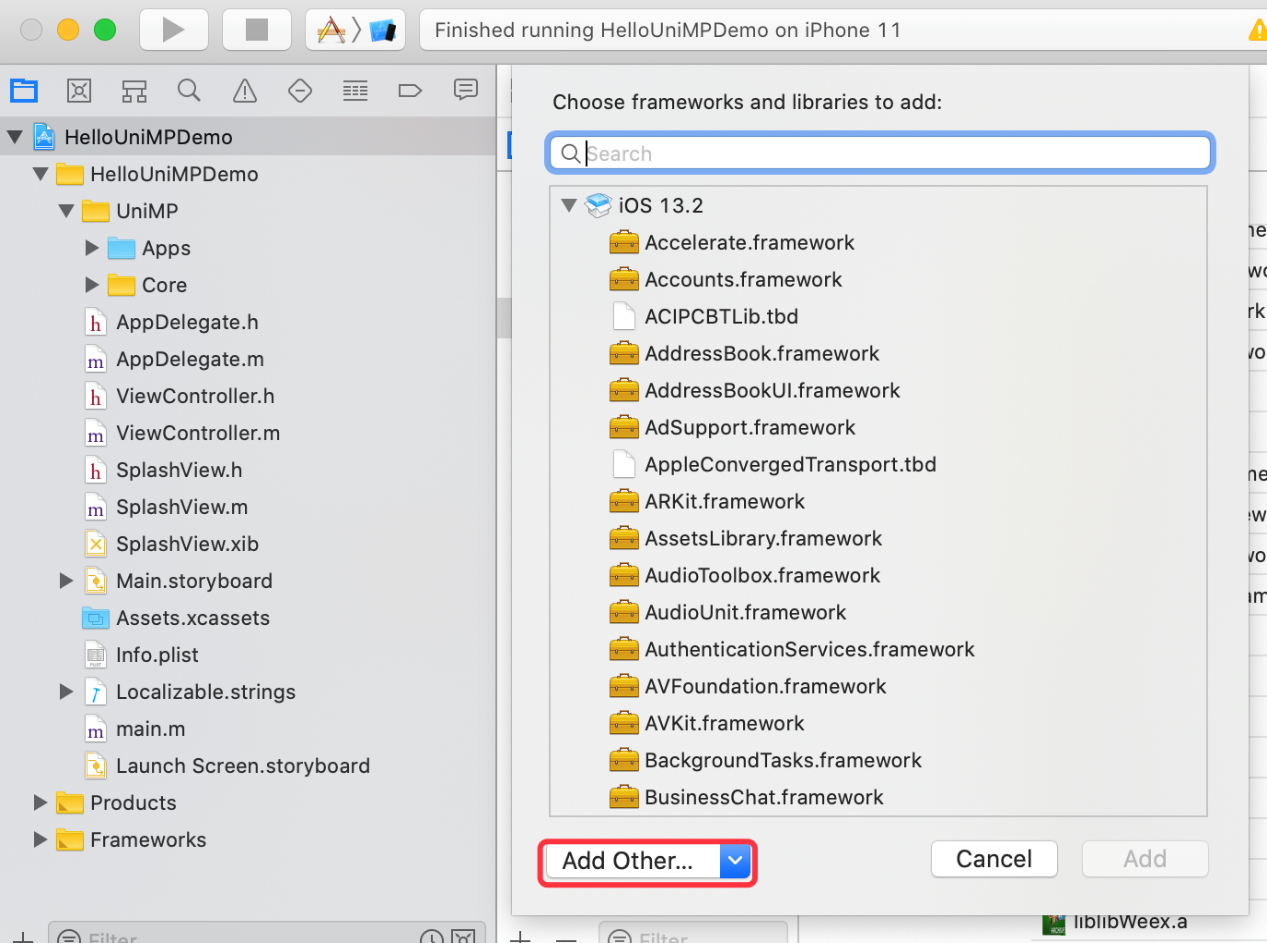 Finished running HelloUniMPDemo on iPhone 11
HelloUniMPDemo
HelloUniMPDemo
UniMP
Apps
Core
AppDelegate.h
AppDelegate.m
ViewController.h
ViewController.m
SplashView.h
SplashView.m
SplashView.xib
Main.storyboard
Assets.xcassets
Info.plist
Localizable.strings
main.m
Launch Screen.storyboard
Products
Frameworks
Filter
Choose frameworks and libraries to add:
Search
iOS 13.2
Accelerate.framework
Accounts.framework
ACIPCBTLib.tbd
AddressBook.framework
AddressBookUI.framework
AdSupport.framework
AppleConvergedTransport.tbd
ARKit.framework
AssetsLibrary.framework
AudioToolbox.framework
AudioUnit.framework
AuthenticationServices.framework
AVFoundation.framework
AVKit.framework
BackgroundTasks.framework
BusinessChat.framework
Add Other...
Cancel
Add
liblibWeex.a
Filter